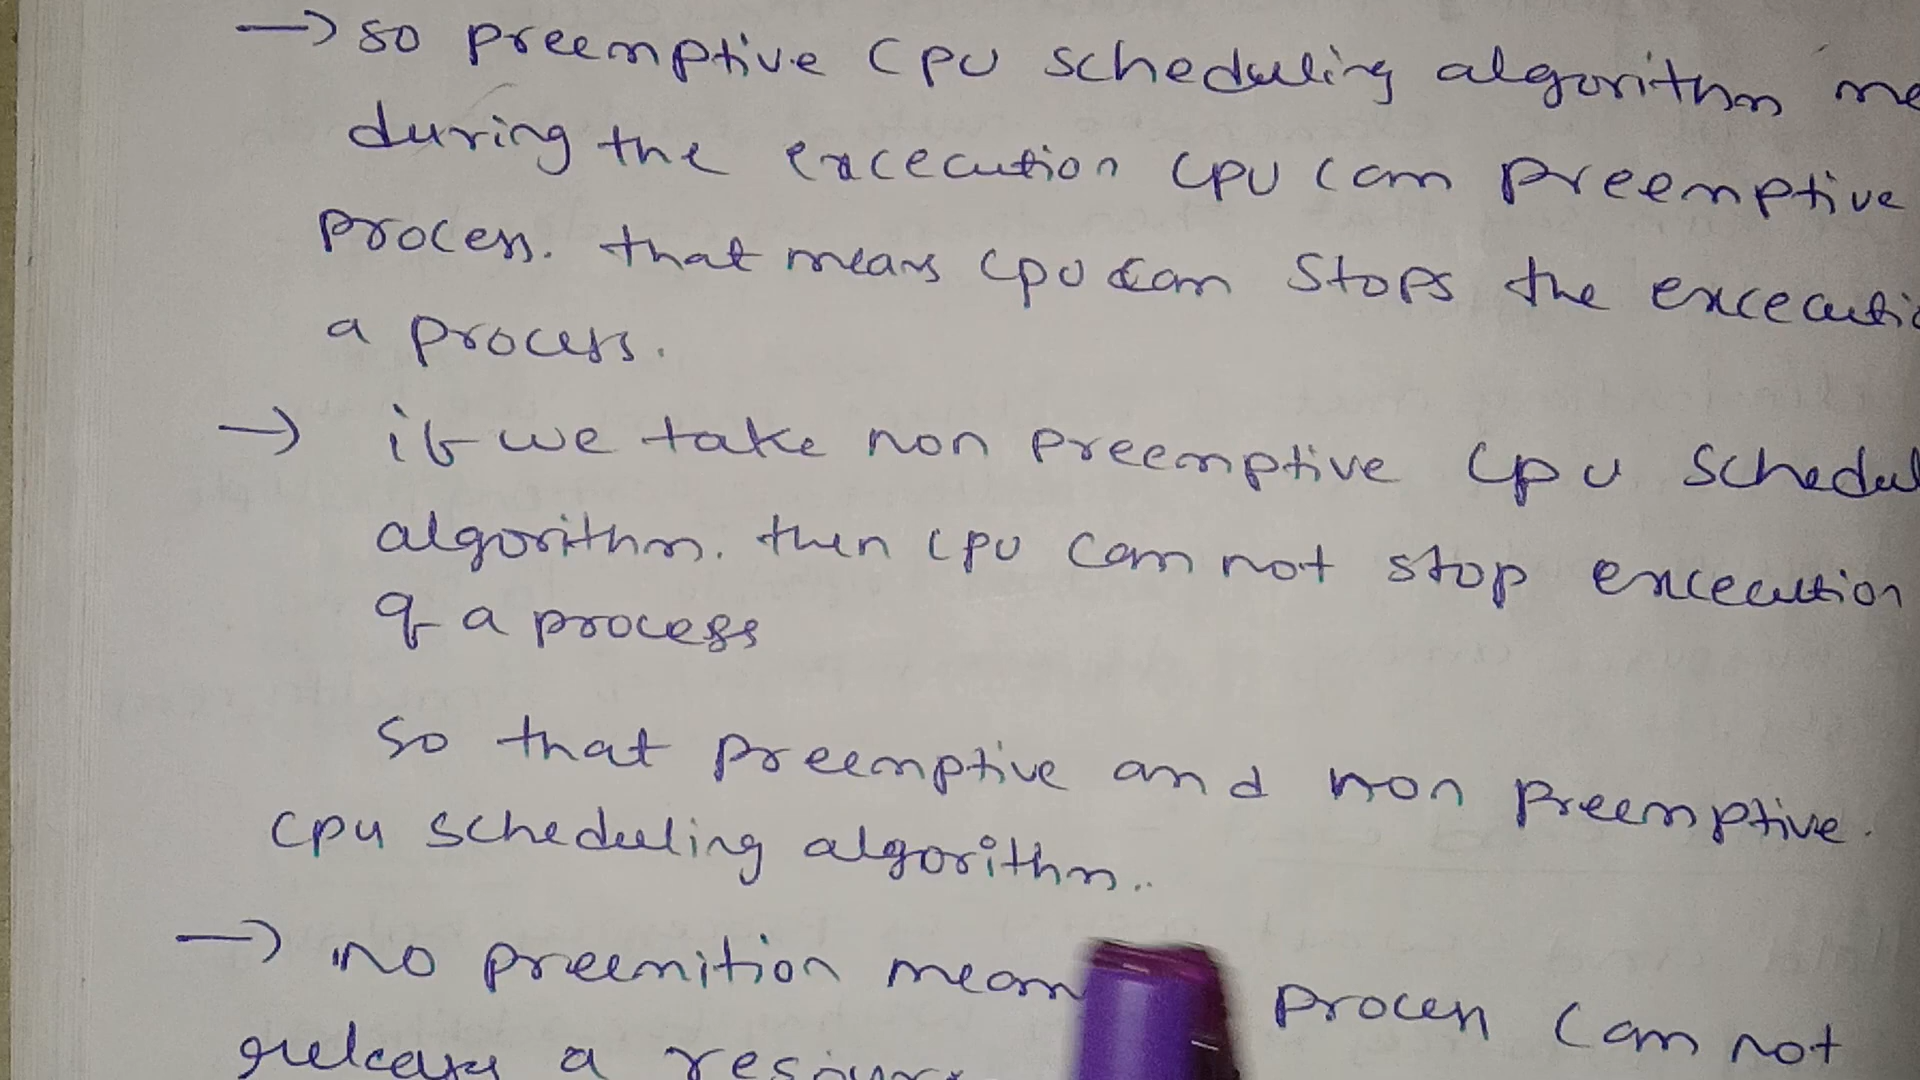 → so preemptive CPU scheduling algorithm me
during the excecution CPU can preemptive
process. that means CPU can stops the excecutio
a process.
→ if we take non preemptive CPU schedul
algorithm. then CPU can not stop excecution
of a process
so that preemptive and non preemptive.
CPU scheduling algorithm..
→ no preemition mean process can not
release a resour